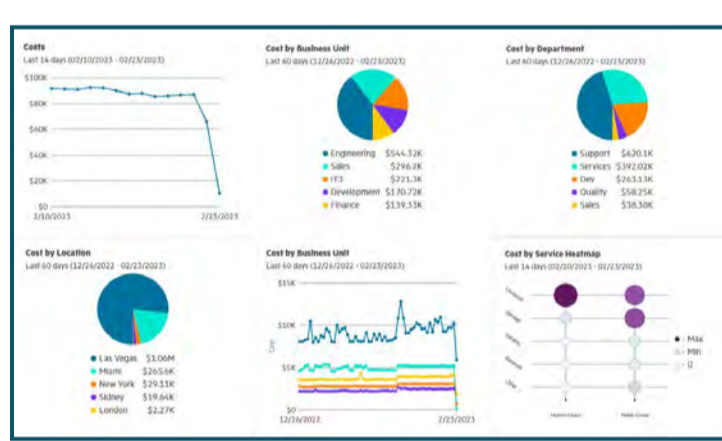 Costs
Last 14 days (02/10/2023 - 02/23/2023)
$100K
$80K
$60K
$40K
$20K
$0
2/10/2023 2/23/2023
Cost by Business Unit
Last 60 days (12/26/2022 - 02/23/2023)
Engineering $544.32K
Sales $296.2K
IT3 $221.3K
Development $170.72K
Finance $139.33K
Cost by Department
Last 60 days (12/26/2022 - 02/23/2023)
Support $620.1K
Services $392.02K
Dev $263.13K
Quality $58.25K
Sales $38.38K
Cost by Location
Last 60 days (12/26/2022 - 02/23/2023)
Las Vegas $1.06M
Miami $265.6K
New York $29.11K
Sidney $19.64K
London $2.27K
Cost by Business Unit
Last 60 days (12/26/2022 - 02/23/2023)
$15K
$10K
$5K
$0
12/26/2022 2/23/2023
Cost by Service Heatmap
Last 14 days (02/10/2023 - 02/23/2023)
- Max
- Min
- 0